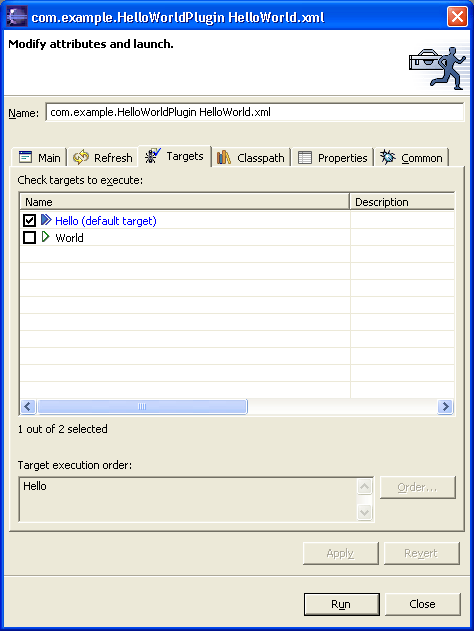 com.example.HelloWorldPlugin HelloWorld.xml
Modify attributes and launch.
Name: com.example.HelloWorldPlugin HelloWorld.xml
Main Refresh Targets Classpath Properties Common
Check targets to execute:
Name Description
Hello (default target)
World
1 out of 2 selected
Target execution order:
Hello Order...
Apply Revert
Run Close